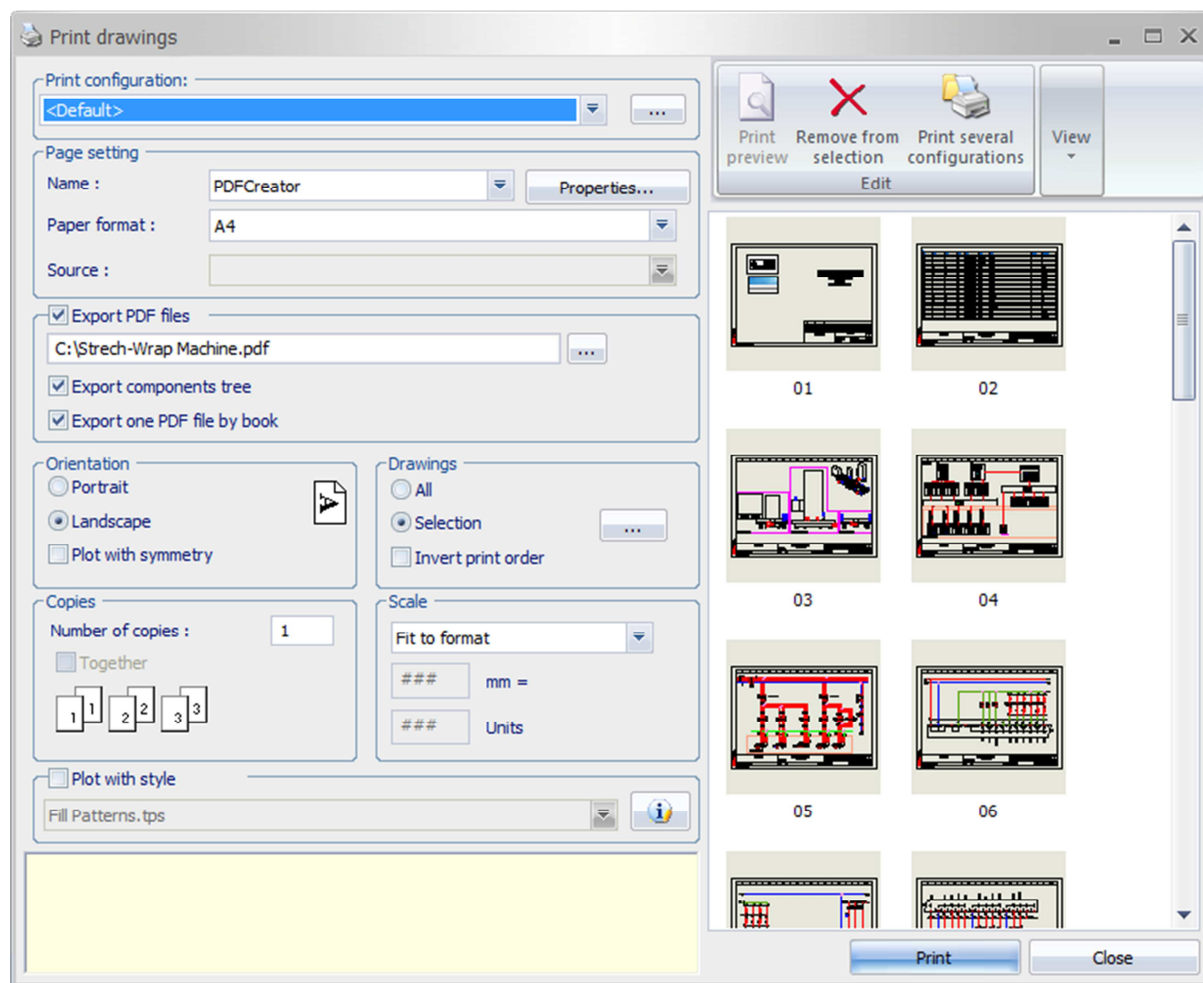 Print drawings
Print configuration:
<Default>
...
Page setting
Name :
PDFCreator
Properties...
Paper format :
A4
Source :
Export PDF files
C:\Strech-Wrap Machine.pdf
...
Export components tree
Export one PDF file by book
Orientation
Portrait
Landscape
A
Plot with symmetry
Drawings
All
Selection
...
Invert print order
Copies
Number of copies :
1
Together
1 1 2 2 3 3
Scale
Fit to format
### mm =
### Units
Plot with style
Fill Patterns.tps
Print preview
Remove from selection
Print several configurations
Edit
View
01 02
03 04
05 06
Print
Close